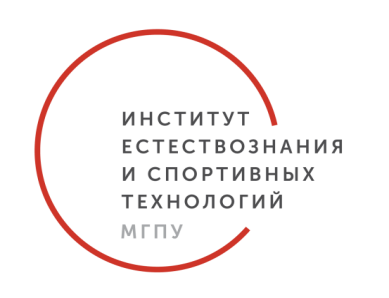 ИНСТИТУТ
ЕСТЕСТВОЗНАНИЯ
И СПОРТИВНЫХ
ТЕХНОЛОГИЙ
МГПУ